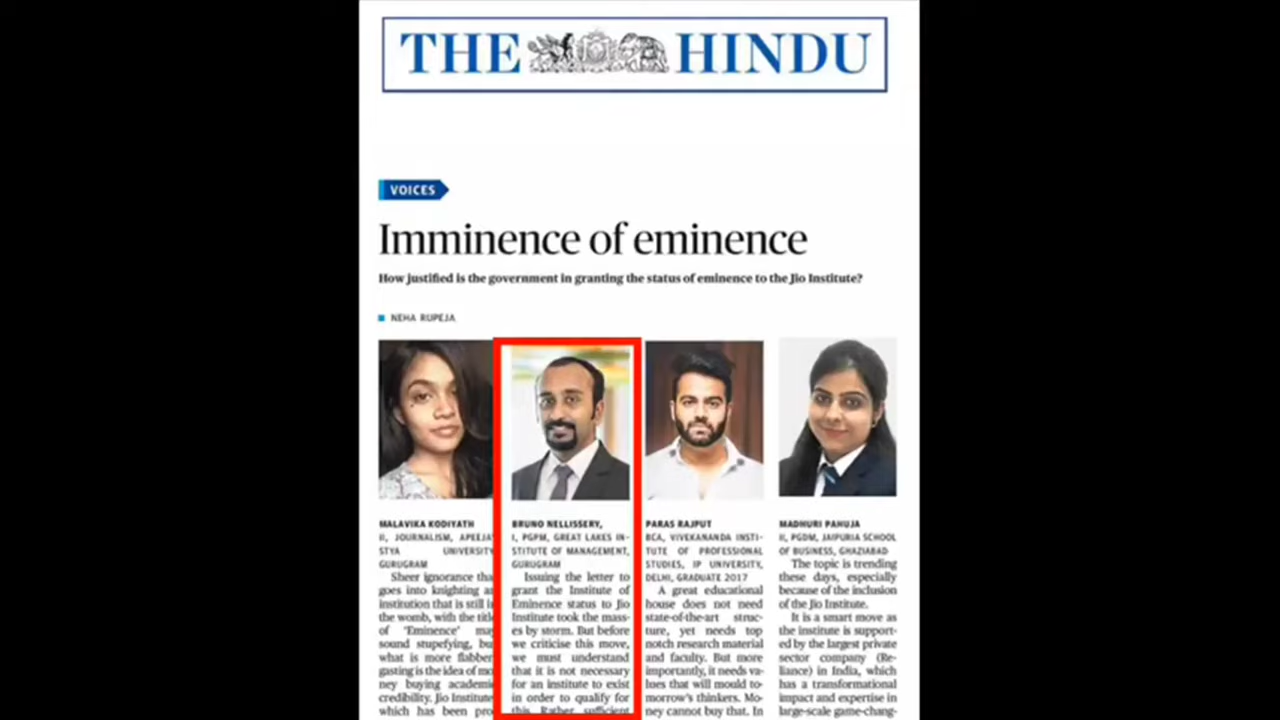 THE HINDU
VOICES
Imminence of eminence
How justified is the government in granting the status of eminence to the Jio Institute?
NEHA RUPEJA
MALAVIKA KODIYATH
II, JOURNALISM, APEEJAY
STYA UNIVERSITY
GURUGRAM
Sheer ignorance tha
goes into knighting a
institution that is still i
the womb, with the titl
of 'Eminence' may
sound stupefying, bu
what is more flabber
gasting is the idea of mo
ney buying academi
credibility. Jio Institute
which has been pro
BRUNO NELLISSERY,
I, PGPM, GREAT LAKES IN-
STITUTE OF MANAGEMENT,
GURUGRAM
Issuing the letter to
grant the Institute of
Eminence status to Jio
Institute took the mass-
es by storm. But before
we criticise this move,
we must understand
that it is not necessary
for an institute to exist
in order to qualify for
this. Rather, sufficient
PARAS RAJPUT
BCA, VIVEKANANDA INSTI-
TUTE OF PROFESSIONAL
STUDIES, IP UNIVERSITY,
DELHI, GRADUATE 2017
A great educational
house does not need
state-of-the-art struc-
ture, yet needs top
notch research material
and faculty. But more
importantly, it needs va-
lues that will mould to-
morrow's thinkers. Mo-
ney cannot buy that. In
MADHURI PAHUJA
II, PGDM, JAIPURIA SCHOOL
OF BUSINESS, GHAZIABAD
The topic is trending
these days, especially
because of the inclusion
of the Jio Institute.
It is a smart move as
the institute is support-
ed by the largest private
sector company (Re-
liance) in India, which
has a transformational
impact and expertise in
large-scale game-chang-